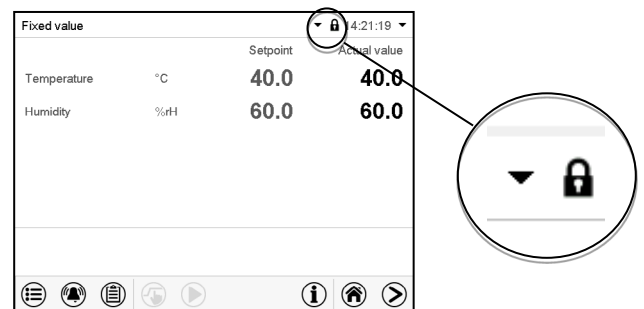 Fixed value 14:21:19
Setpoint Actual value
Temperature °C 40.0 40.0
Humidity %rH 60.0 60.0